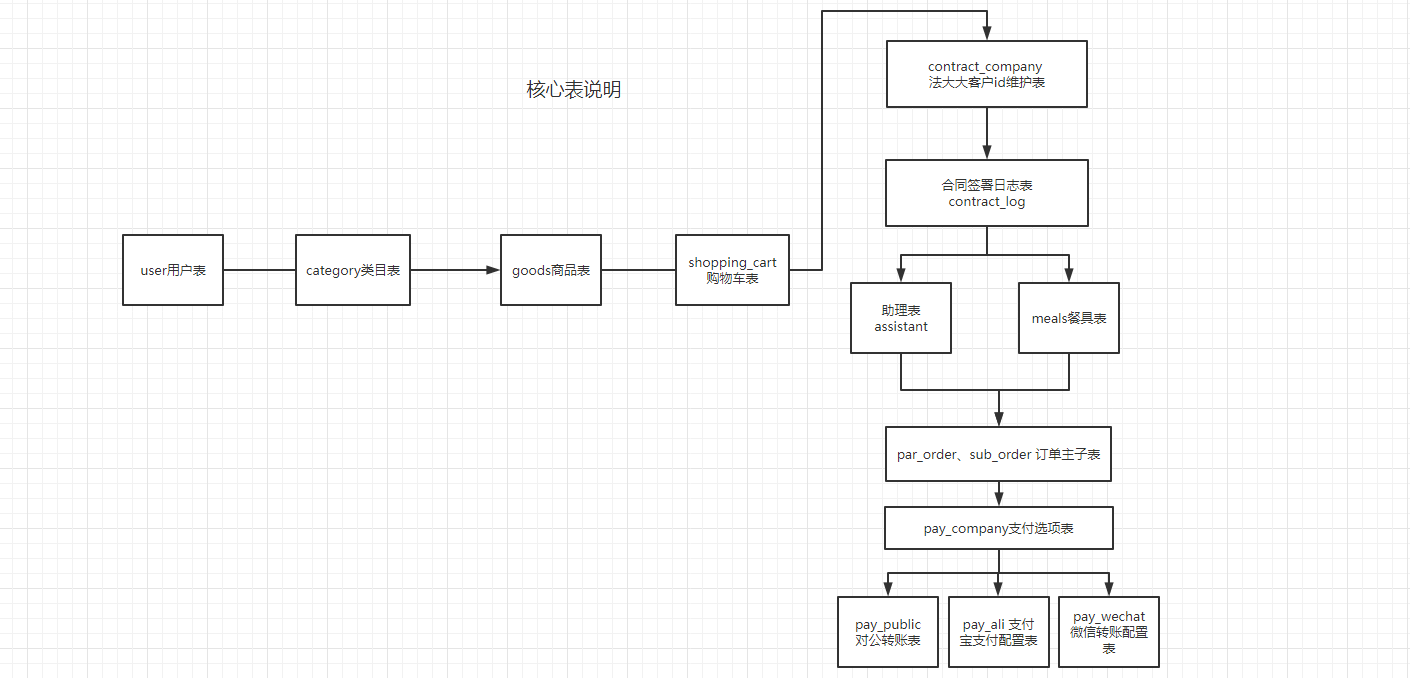 核心表说明
contract_company
法大大客户id维护表
合同签署日志表
contract_log
user用户表
category类目表
goods商品表
shopping_cart
购物车表
助理表
assistant
meals餐具表
par_order、sub_order 订单主子表
pay_company支付选项表
pay_public
对公转账表
pay_ali 支付
宝支付配置表
pay_wechat
微信转账配置
表